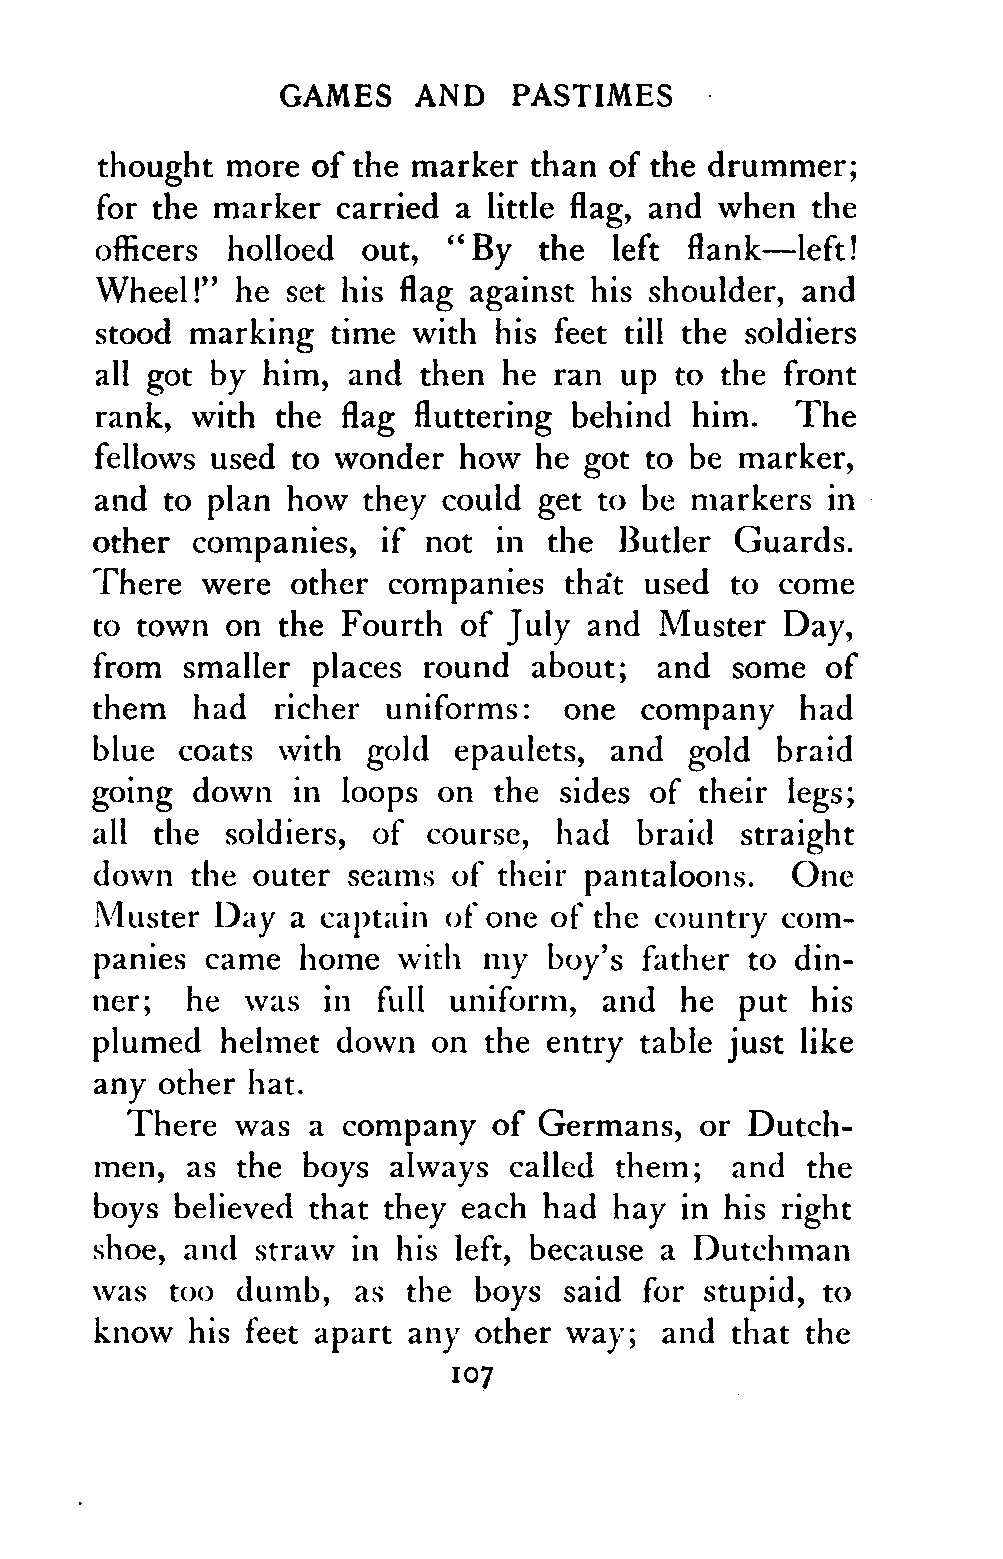 GAMES AND PASTIMES
thought more of the marker than of the drummer;
for the marker carried a little flag, and when the
officers holloed out, “By the left flank—left!
Wheel!” he set his flag against his shoulder, and
stood marking time with his feet till the soldiers
all got by him, and then he ran up to the front
rank, with the flag fluttering behind him. The
fellows used to wonder how he got to be marker,
and to plan how they could get to be markers in
other companies, if not in the Butler Guards.
There were other companies that used to come
to town on the Fourth of July and Muster Day,
from smaller places round about; and some of
them had richer uniforms: one company had
blue coats with gold epaulets, and gold braid
going down in loops on the sides of their legs;
all the soldiers, of course, had braid straight
down the outer seams of their pantaloons. One
Muster Day a captain of one of the country com-
panies came home with my boy’s father to din-
ner; he was in full uniform, and he put his
plumed helmet down on the entry table just like
any other hat.
There was a company of Germans, or Dutch-
men, as the boys always called them; and the
boys believed that they each had hay in his right
shoe, and straw in his left, because a Dutchman
was too dumb, as the boys said for stupid, to
know his feet apart any other way; and that the
107